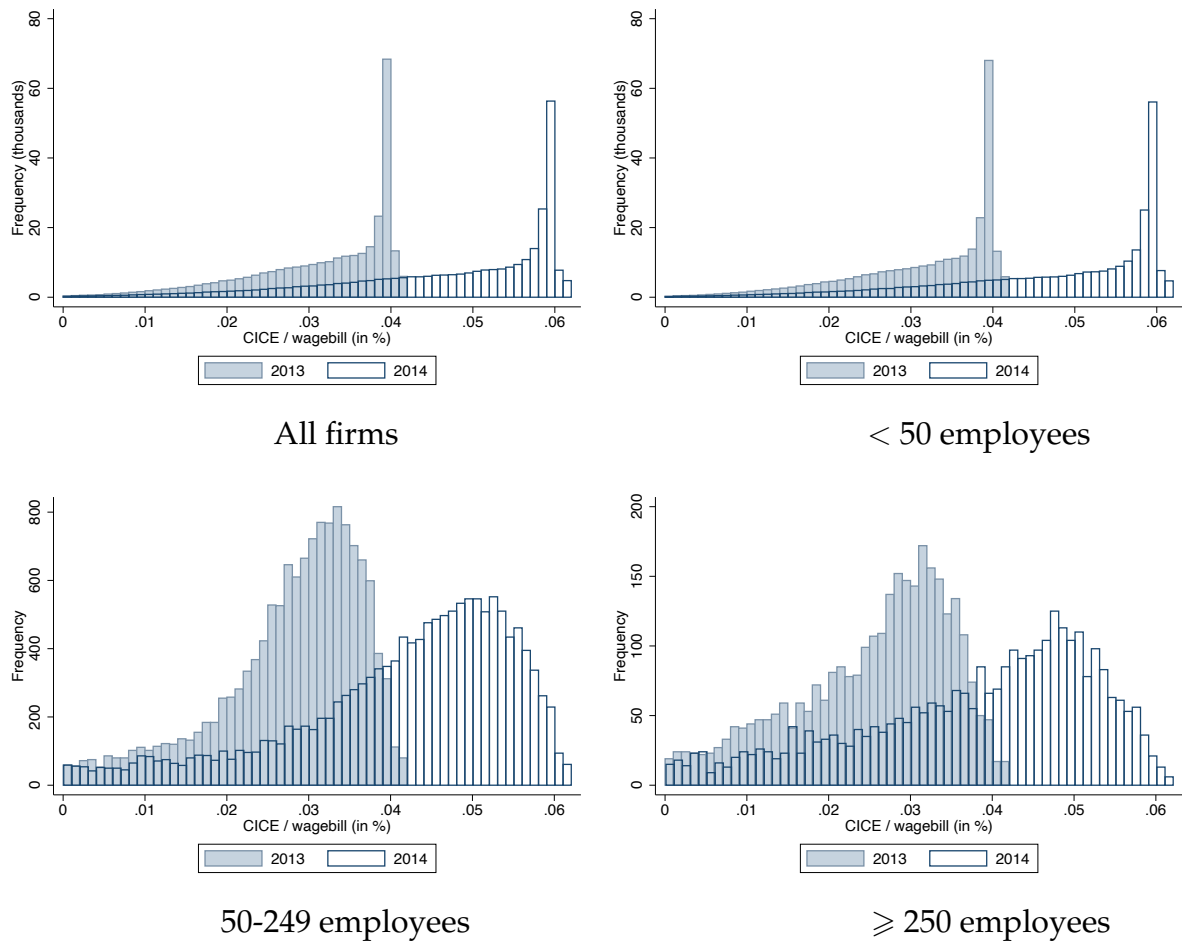 80
60
40
20
0
Frequency (thousands)
0 .01 .02 .03 .04 .05 .06
CICE / wagebill (in %)
2013 2014
All firms
80
60
40
20
0
Frequency (thousands)
0 .01 .02 .03 .04 .05 .06
CICE / wagebill (in %)
2013 2014
< 50 employees
800
600
400
200
0
Frequency
0 .01 .02 .03 .04 .05 .06
CICE / wagebill (in %)
2013 2014
50-249 employees
200
150
100
50
0
Frequency
0 .01 .02 .03 .04 .05 .06
CICE / wagebill (in %)
2013 2014
⩾ 250 employees